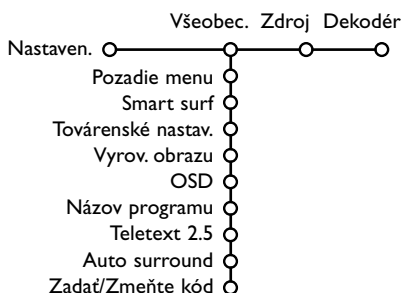 Všeobec. Zdroj Dekodér
Nastaven.
Pozadie menu
Smart surf
Továrenské nastav.
Vyrov. obrazu
OSD
Názov programu
Teletext 2.5
Auto surround
Zadať/Zmeňte kód